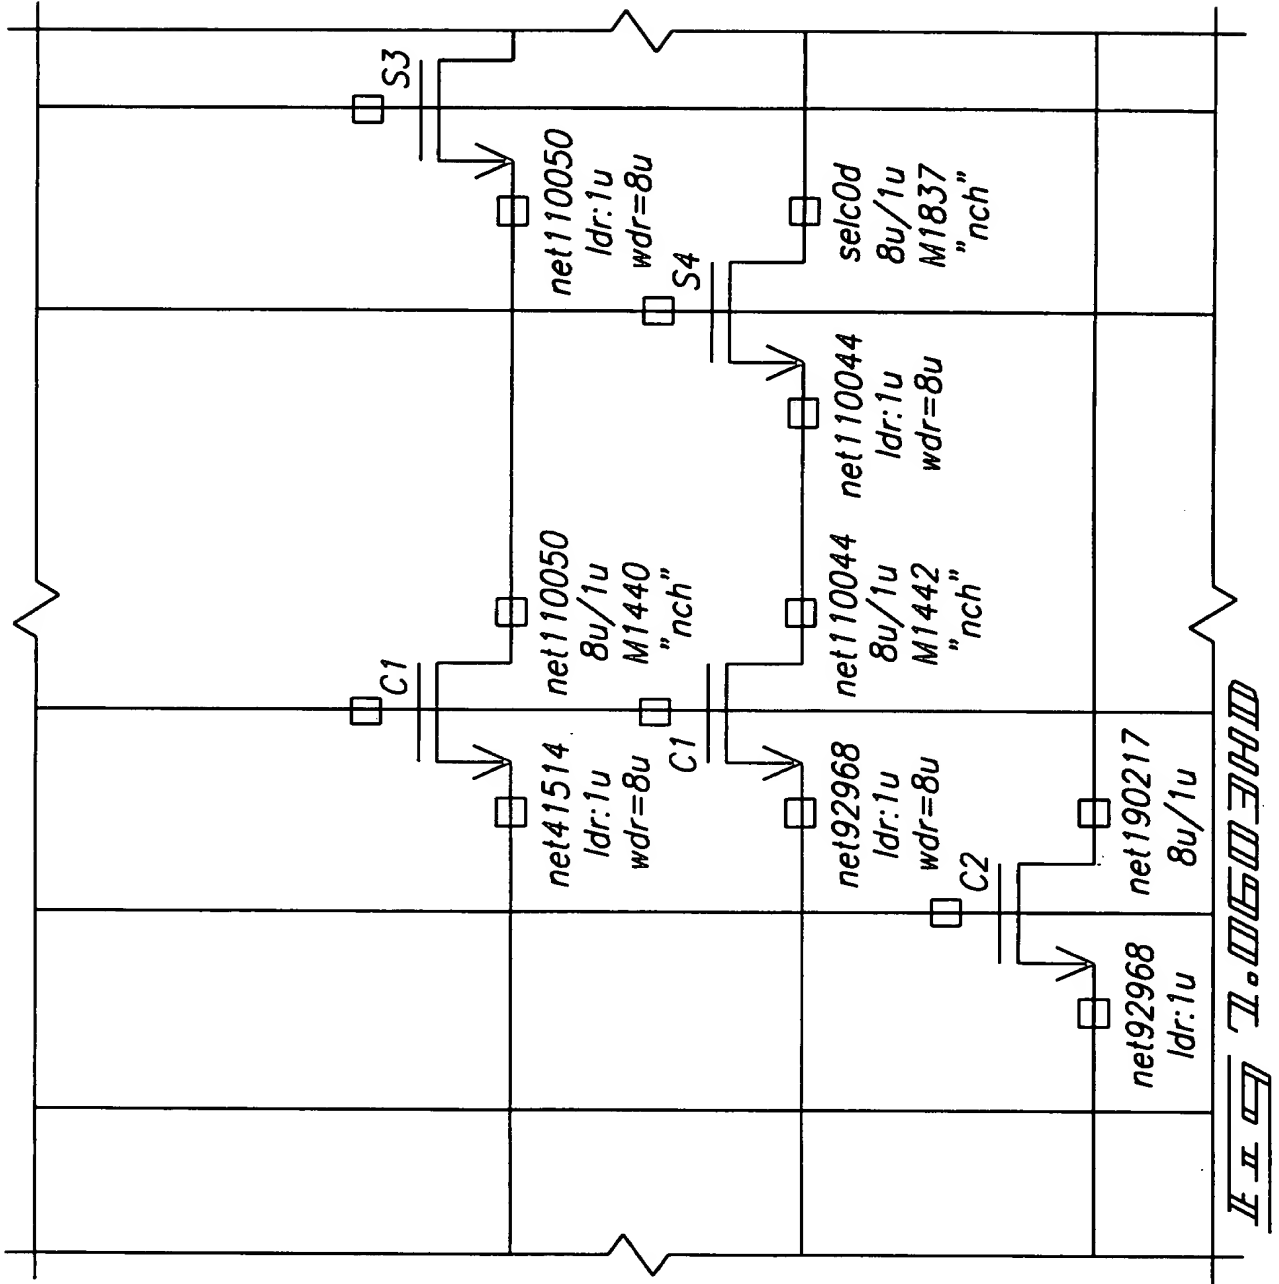 C1
S3
net41514
ldr:1u
wdr=8u
net110050
8u/1u
M1440
"nch"
net110050
ldr:1u
wdr=8u
C1
S4
net92968
ldr:1u
wdr=8u
net110044
8u/1u
M1442
"nch"
net110044
ldr:1u
wdr=8u
selc0d
8u/1u
M1837
"nch"
C2
net92968
ldr:1u
net190217
8u/1u
FIG 7.0603HD